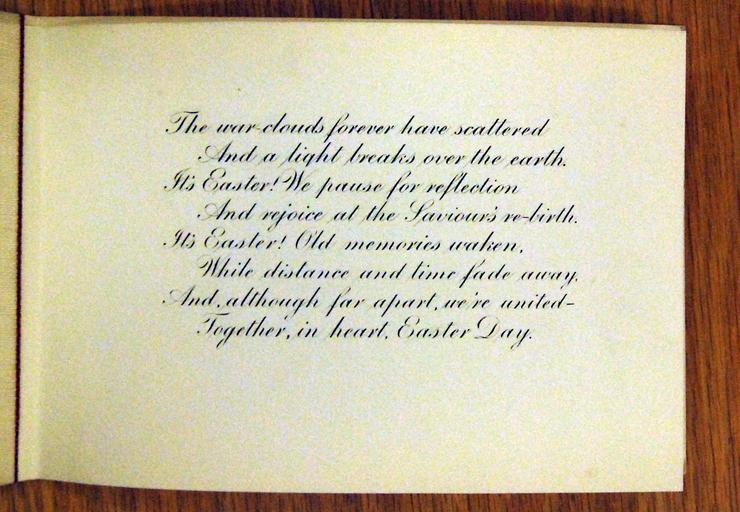 The war-clouds forever have scattered
And a light breaks over the earth.
It's Easter! We pause for reflection
And rejoice at the Saviour's re-birth.
It's Easter! Old memories waken,
While distance and time fade away.
And, although far apart, we're united-
Together, in heart, Easter Day.